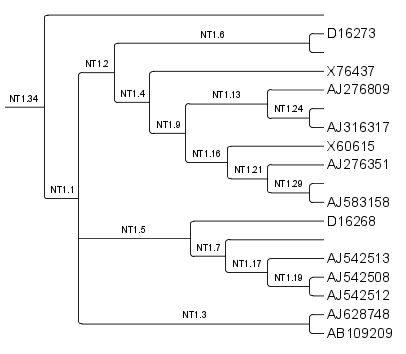 NT1.6
D16273
NT1.2
X76437
NT1.13
AJ276809
NT1.4
NT1.34
NT1.24
NT1.9
AJ316317
X60615
NT1.16
AJ276351
NT1.21
NT1.29
NT1.1
AJ583158
D16268
NT1.5
NT1.7
AJ542513
NT1.17
AJ542508
NT1.19
AJ542512
NT1.3
AJ628748
AB109209